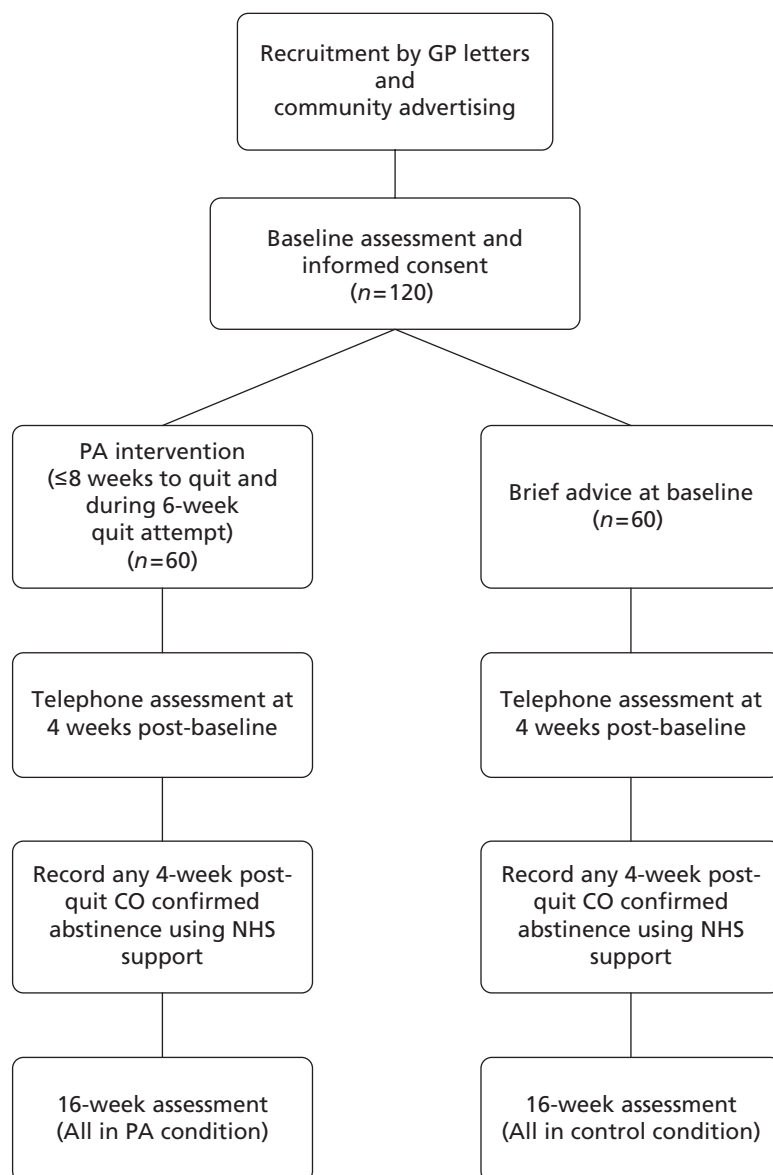 Recruitment by GP letters
and
community advertising
Baseline assessment and
informed consent
(n=120)
PA intervention
(≤8 weeks to quit and
during 6-week
quit attempt)
(n=60)
Brief advice at baseline
(n=60)
Telephone assessment at
4 weeks post-baseline
Telephone assessment at
4 weeks post-baseline
Record any 4-week post-
quit CO confirmed
abstinence using NHS
support
Record any 4-week post-
quit CO confirmed
abstinence using NHS
support
16-week assessment
(All in PA condition)
16-week assessment
(All in control condition)